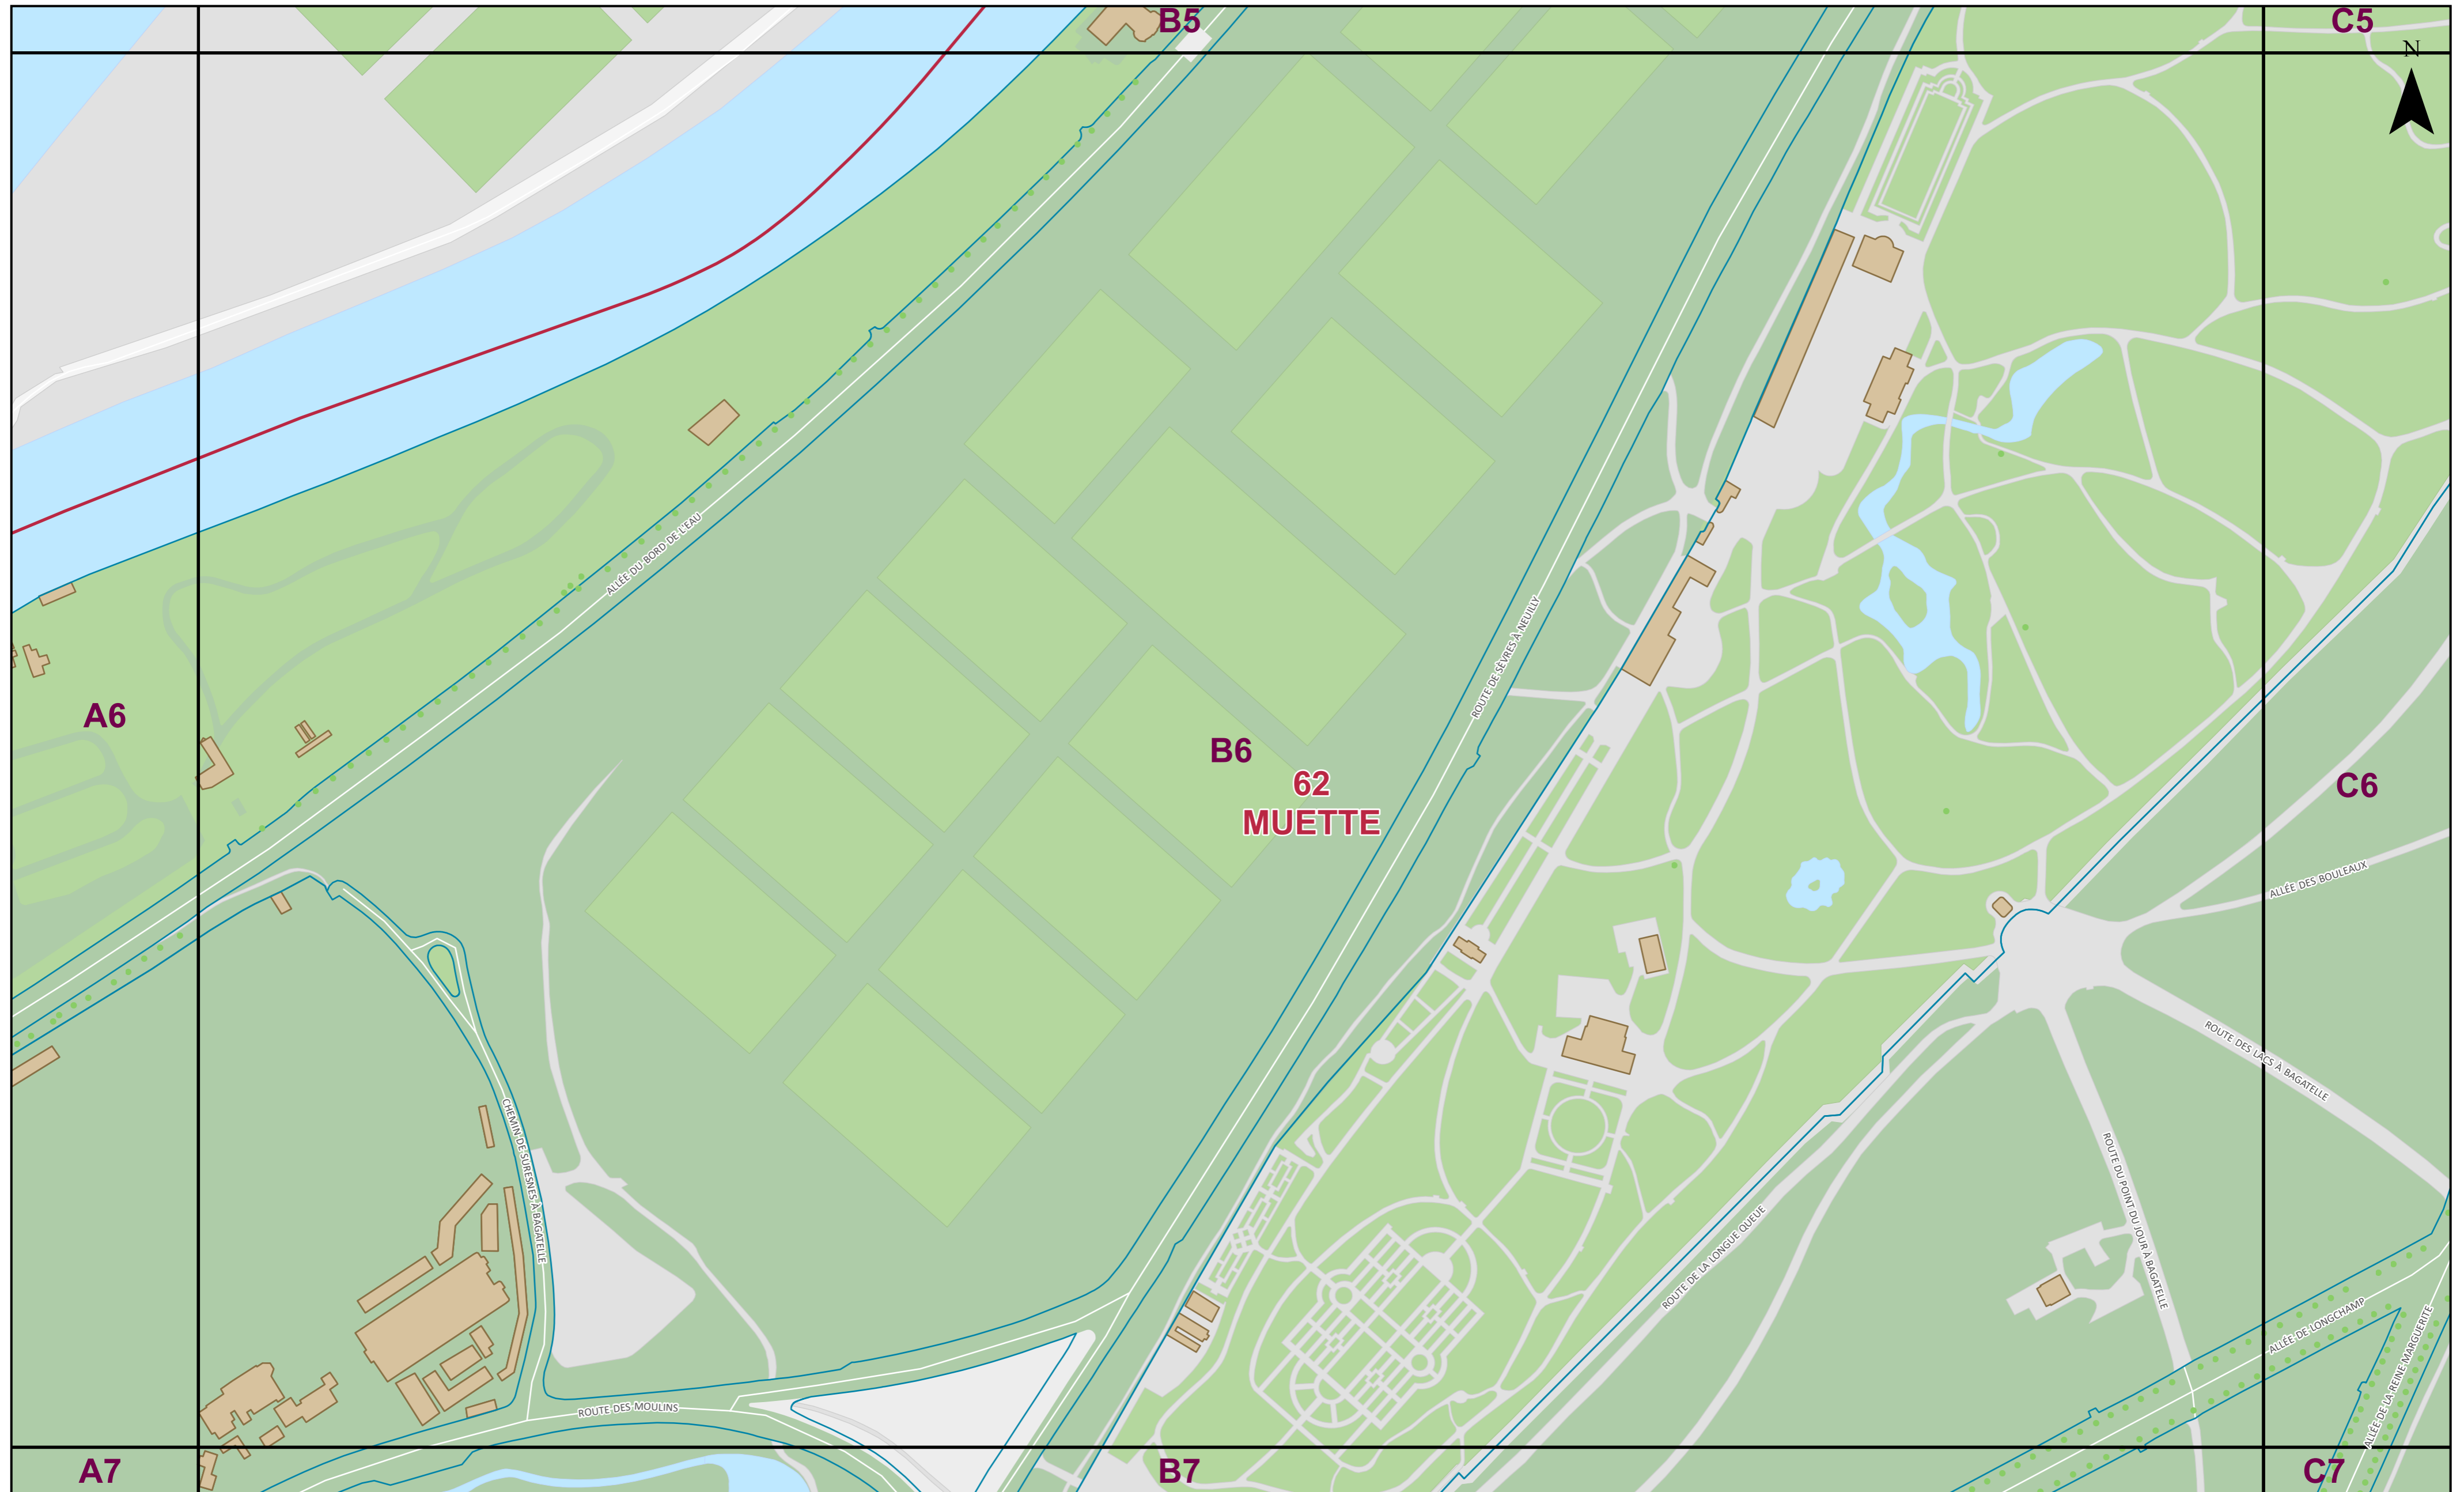 B5
C5
N
ALLÉE DU BORD DE L'EAU
ROUTE DE SÈVRES À NEUILLY
A6
B6
62
MUETTE
C6
ALLÉE DES BOULEAUX
ROUTE DES LACS À BAGATELLE
CHEMIN DE SURESNES À BAGATELLE
ROUTE DU POINT DU JOUR À BAGATELLE
ROUTE DE LA LONGUE QUEUE
ALLÉE DE LONGCHAMP
ALLÉE DE LA REINE MARGUERITE
ROUTE DES MOULINS
A7
B7
C7